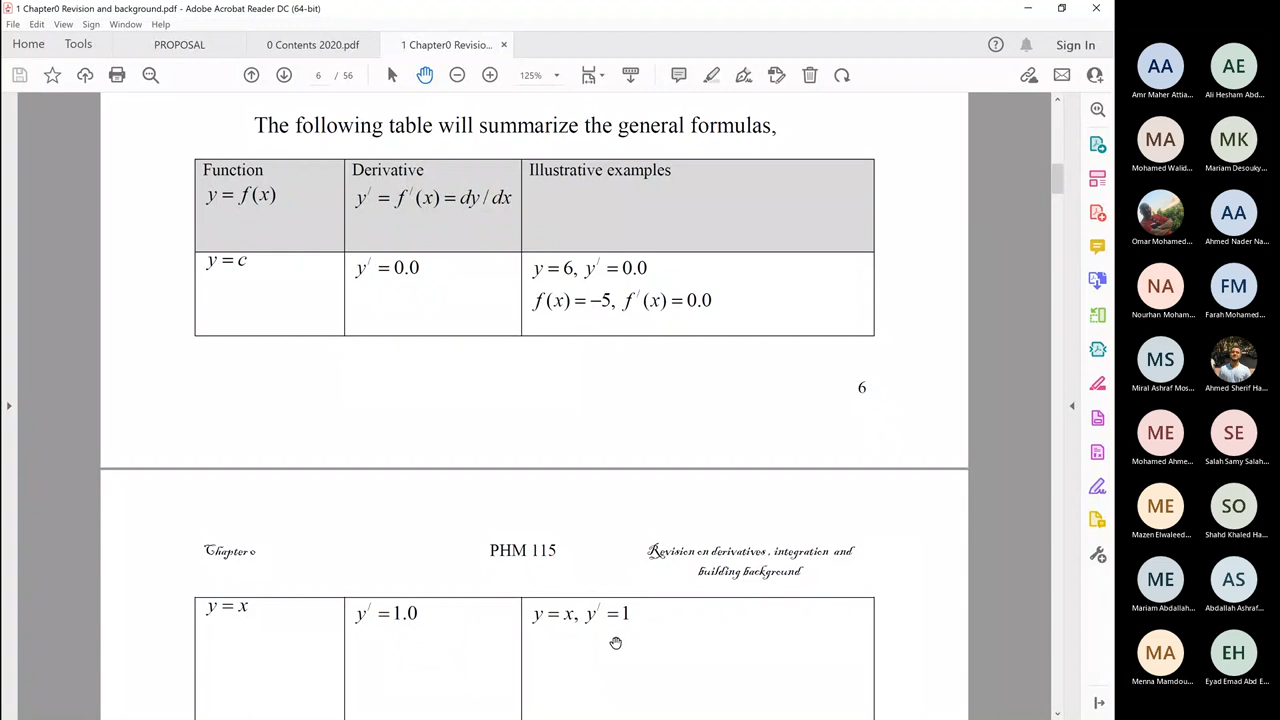 1 Chapter0 Revision and background.pdf - Adobe Acrobat Reader DC (64-bit)
File Edit View Sign Window Help
Home Tools PROPOSAL 0 Contents 2020.pdf 1 Chapter0 Revisio... × Sign In
6 / 56 125%
The following table will summarize the general formulas,
Function Derivative Illustrative examples
y = f(x) y′ = f′(x) = dy/dx
y = c y′ = 0.0 y = 6, y′ = 0.0
f(x) = −5, f′(x) = 0.0
6
Chapter 0 PHM 115 Revision on derivatives, integration and
building background
y = x y′ = 1.0 y = x, y′ = 1
AA AE
Amr Maher Attia... Ali Hesham Abd...
MA MK
Mohamed Walid... Mariam Desouky...
AA
Omar Mohamed... Ahmed Nader Na...
NA FM
Nourhan Moham... Farah Mohamed...
MS
Miral Ashraf Mos... Ahmed Sherif Ha...
ME SE
Mohamed Ahme... Salah Samy Salah...
ME SO
Mazen Elwaleed... Shahd Khaled Ha...
ME AS
Mariam Abdallah... Abdallah Ashraf...
MA EH
Menna Mamdou... Eyad Emad Abd E...